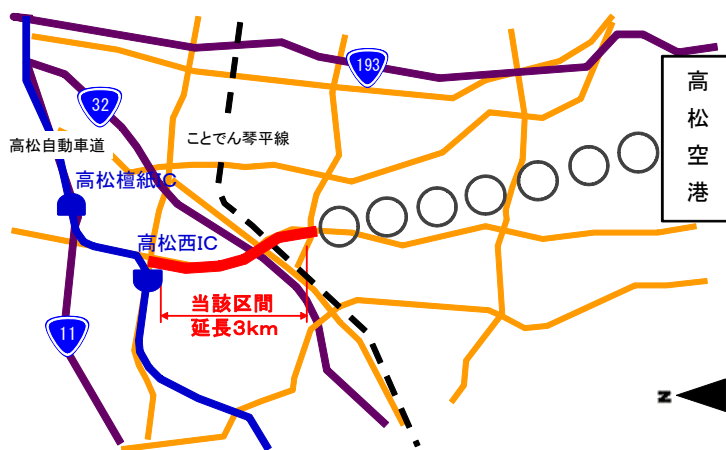 193
高松空港
32
ことでん琴平線
高松自動車道
高松檀紙IC
高松西IC
当該区間
延長3km
11
N